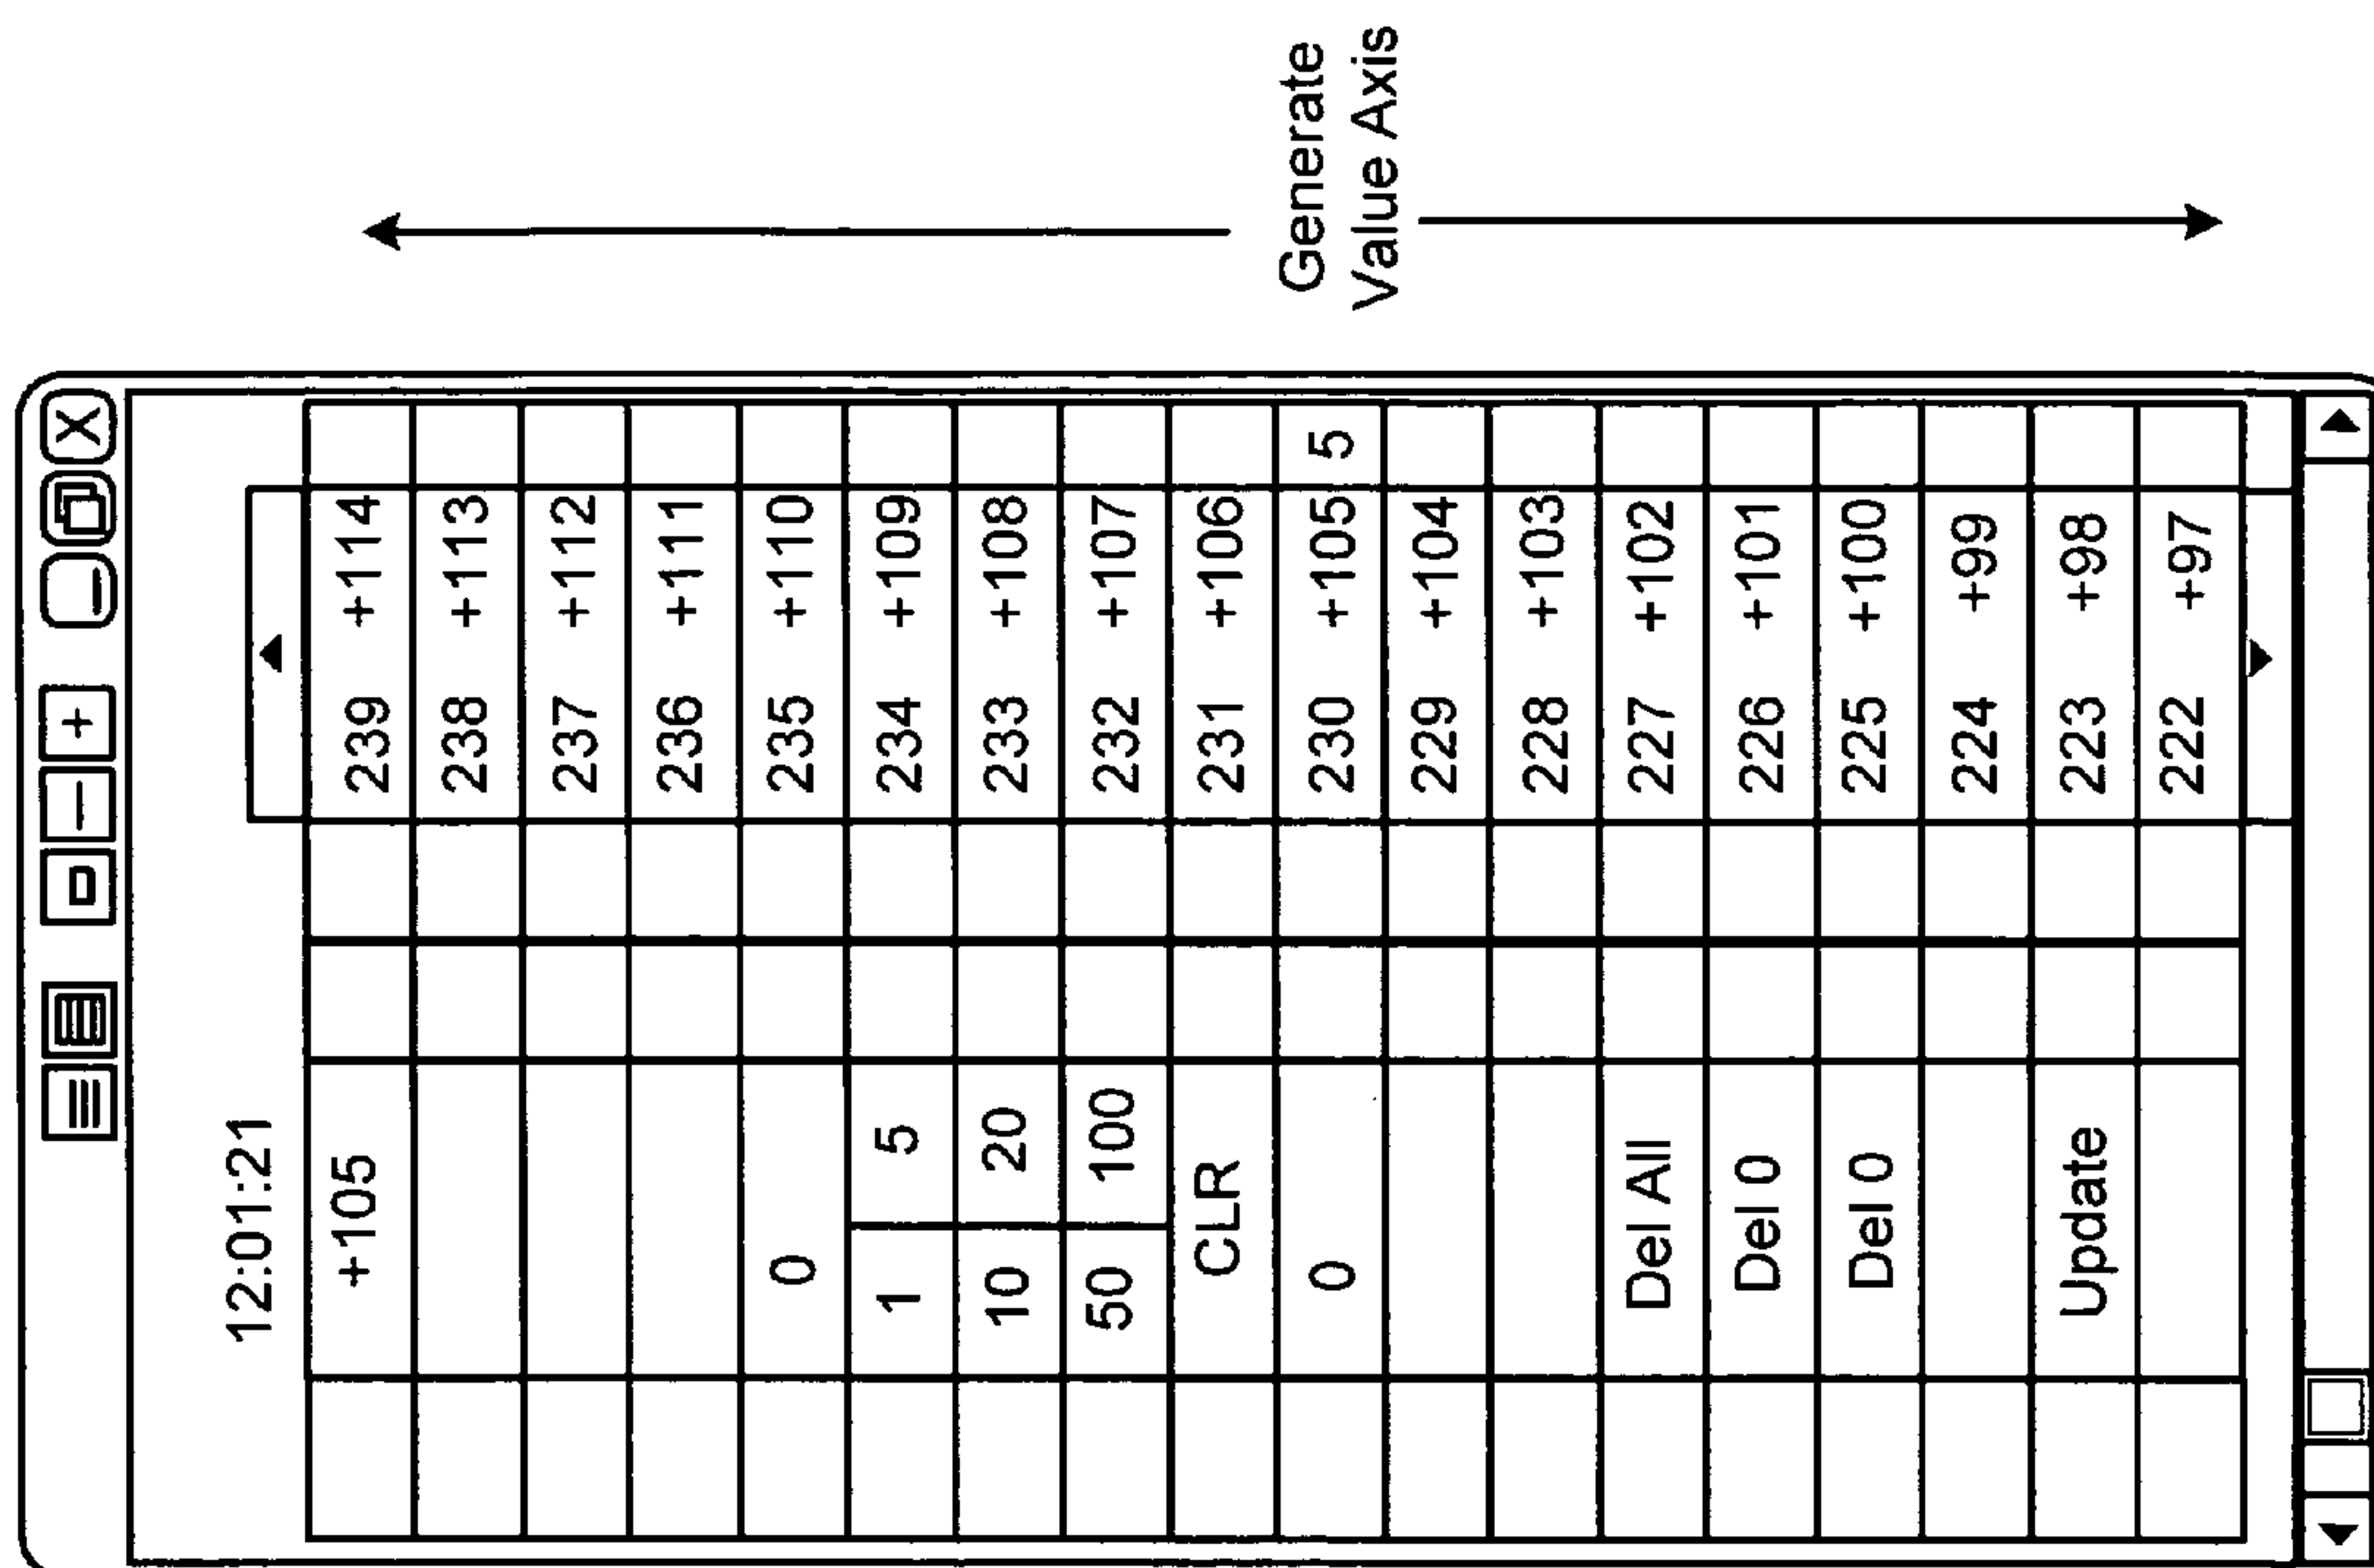 X
12:01:21
+105 239 +114
238 +113
237 +112
236 +111
0 235 +110
1 5 234 +109
10 20 233 +108
50 100 232 +107
CLR 231 +106
0 230 +105 5
229 +104
228 +103
Del All 227 +102
Del 0 226 +101
Del 0 225 +100
224 +99
Update 223 +98
222 +97
Generate
Value Axis